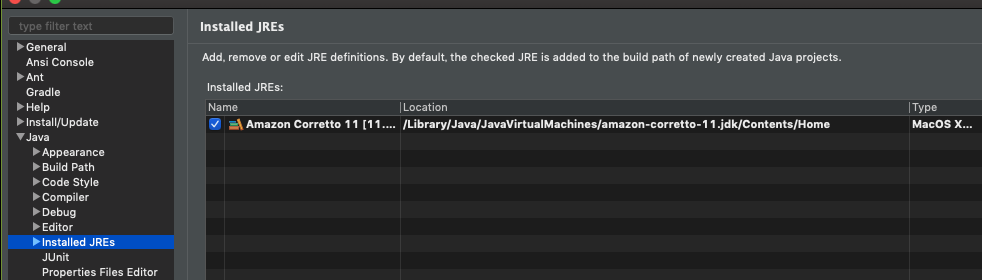 type filter text
General
Ansi Console
Ant
Gradle
Help
Install/Update
Java
Appearance
Build Path
Code Style
Compiler
Debug
Editor
Installed JREs
JUnit
Properties Files Editor
Installed JREs
Add, remove or edit JRE definitions. By default, the checked JRE is added to the build path of newly created Java projects.
Installed JREs:
Name Location Type
Amazon Corretto 11 [11.... /Library/Java/JavaVirtualMachines/amazon-corretto-11.jdk/Contents/Home MacOS X...